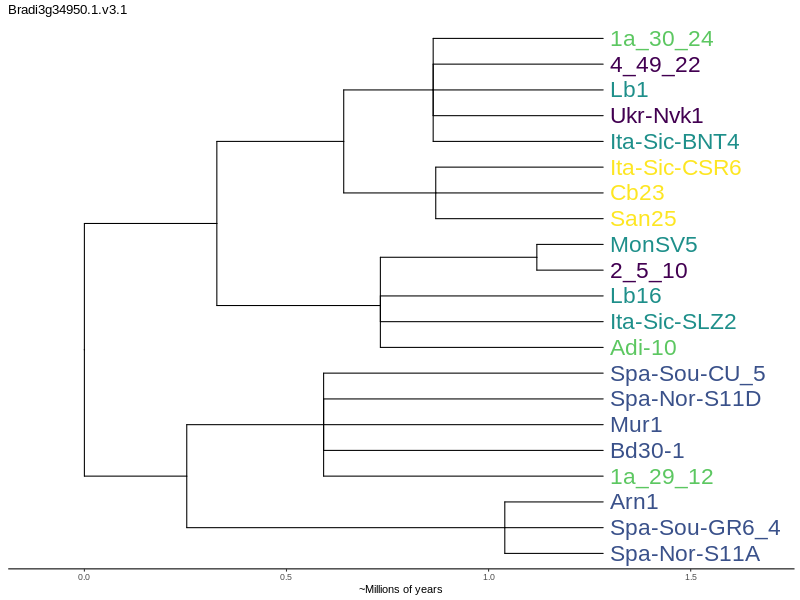 Bradi3g34950.1.v3.1
1a_30_24
4_49_22
Lb1
Ukr-Nvk1
Ita-Sic-BNT4
Ita-Sic-CSR6
Cb23
San25
MonSV5
2_5_10
Lb16
Ita-Sic-SLZ2
Adi-10
Spa-Sou-CU_5
Spa-Nor-S11D
Mur1
Bd30-1
1a_29_12
Arn1
Spa-Sou-GR6_4
Spa-Nor-S11A
0.0 0.5 1.0 1.5
~Millions of years